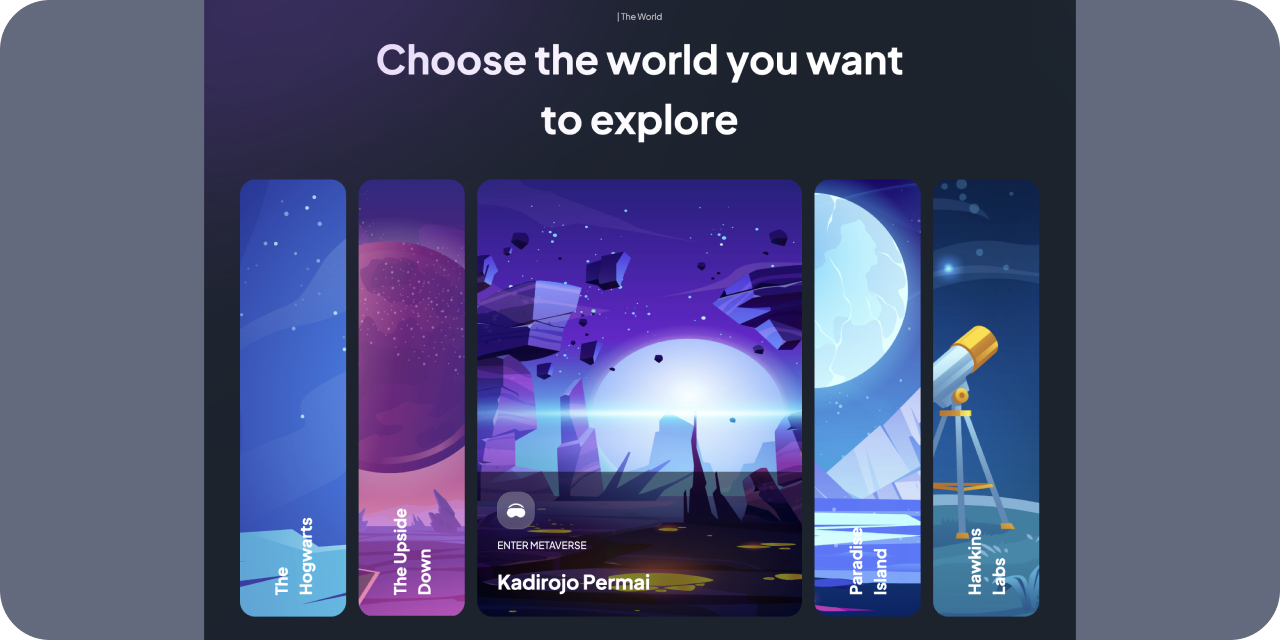 | The World
Choose the world you want
to explore
The
Hogwarts
The Upside
Down
ENTER METAVERSE
Kadirojo Permai
Paradise
Island
Hawkins
Labs